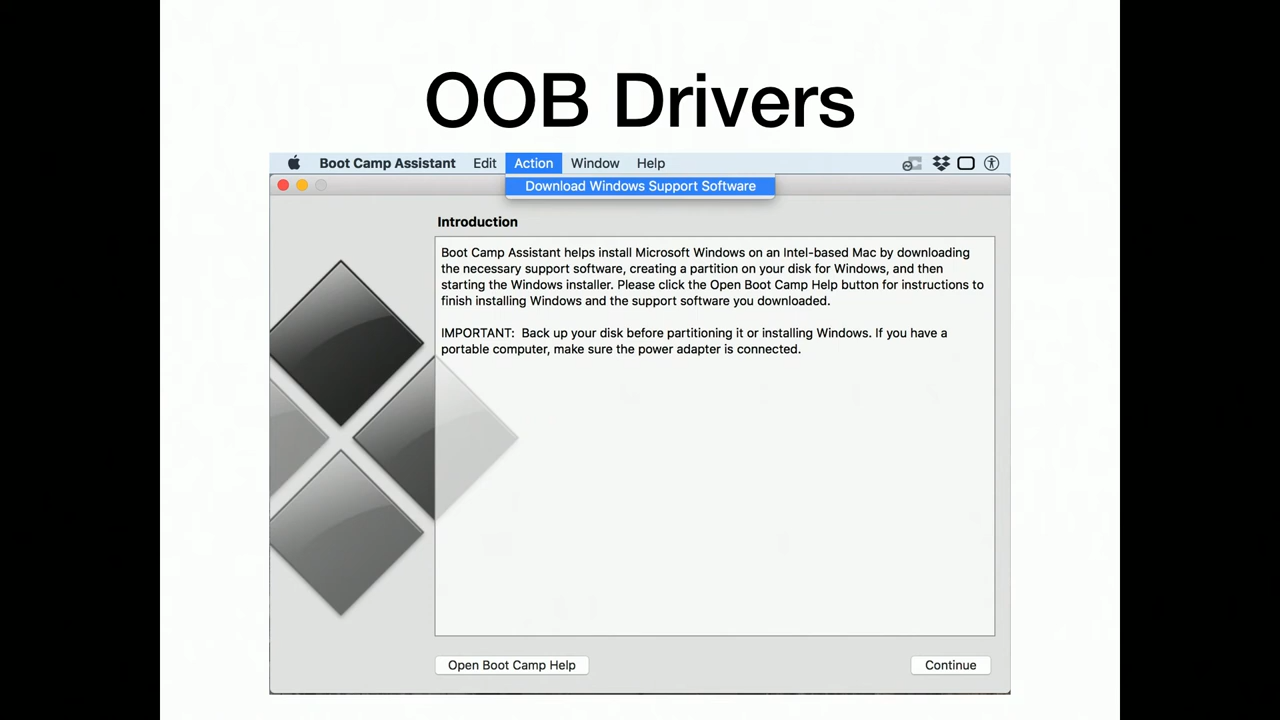 OOB Drivers
Boot Camp Assistant Edit Action Window Help
Download Windows Support Software
Introduction
Boot Camp Assistant helps install Microsoft Windows on an Intel-based Mac by downloading
the necessary support software, creating a partition on your disk for Windows, and then
starting the Windows installer. Please click the Open Boot Camp Help button for instructions to
finish installing Windows and the support software you downloaded.
IMPORTANT: Back up your disk before partitioning it or installing Windows. If you have a
portable computer, make sure the power adapter is connected.
Open Boot Camp Help
Continue